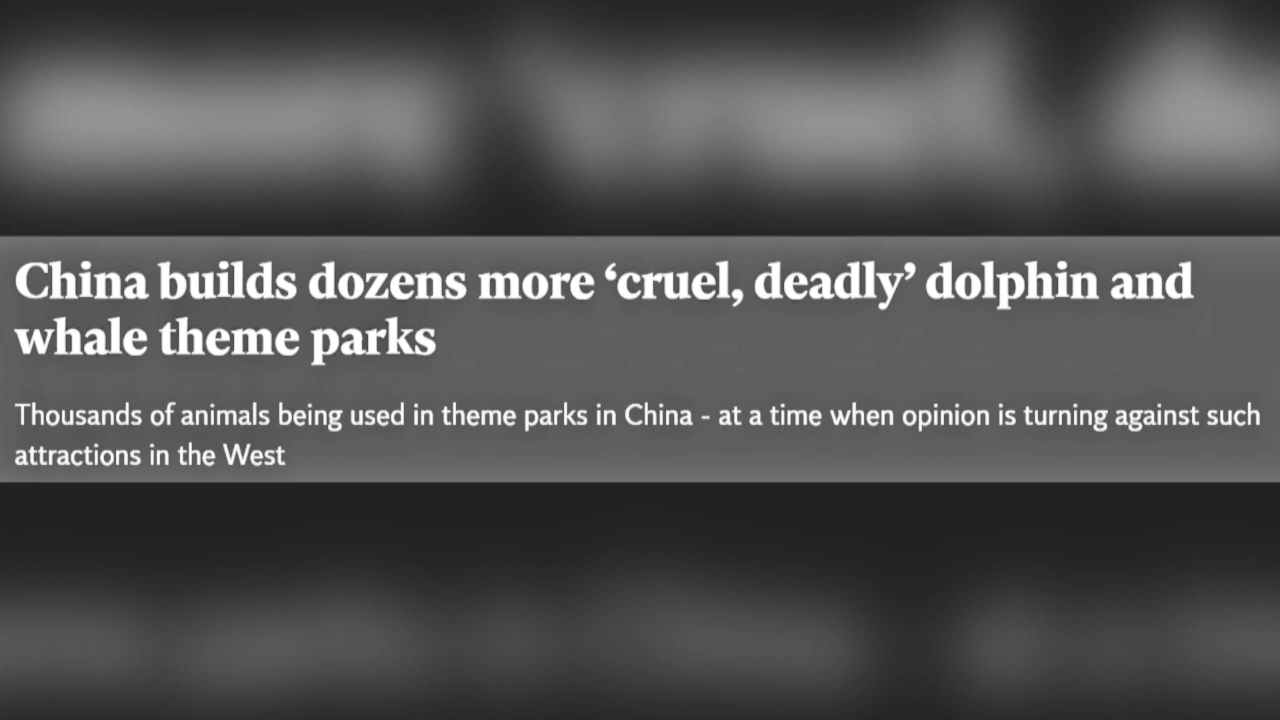 China builds dozens more ‘cruel, deadly’ dolphin and
whale theme parks
Thousands of animals being used in theme parks in China - at a time when opinion is turning against such
attractions in the West